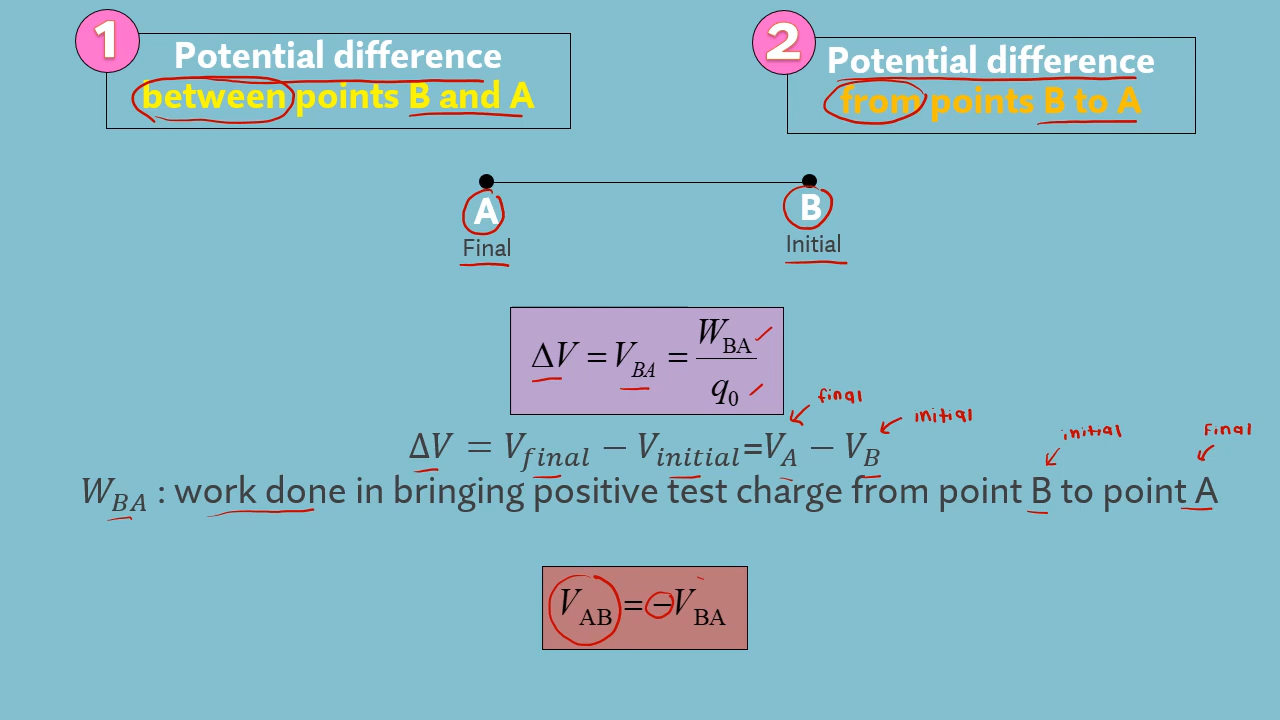 1
Potential difference
between points B and A
2
Potential difference
from points B to A
A
B
Final
Initial
ΔV = V_BA = W_BA / q_0
final
initial
initial
Final
ΔV = V_final − V_initial=V_A − V_B
W_BA : work done in bringing positive test charge from point B to point A
V_AB = −V_BA